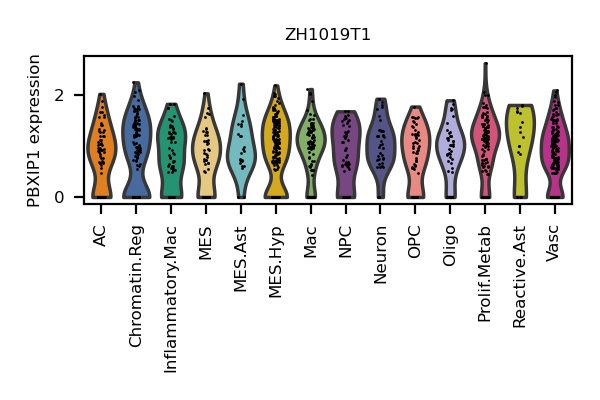 ZH1019T1
PBXIP1 expression
2
0
AC
Chromatin.Reg
Inflammatory.Mac
MES
MES.Ast
MES.Hyp
Mac
NPC
Neuron
OPC
Oligo
Prolif.Metab
Reactive.Ast
Vasc